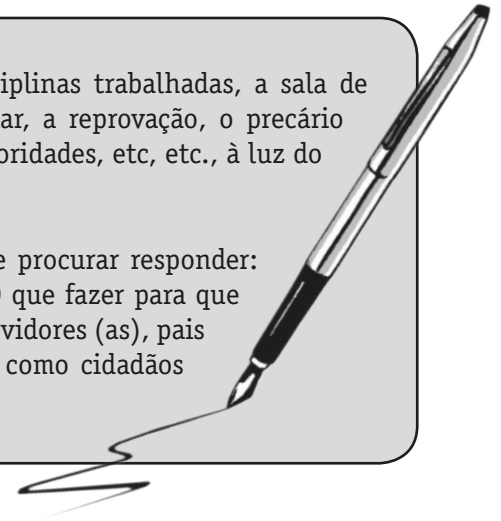 iplinas trabalhadas, a sala de
ar, a reprovação, o precário
oridades, etc, etc., à luz do
e procurar responder:
que fazer para que
vidores (as), pais
como cidadãos